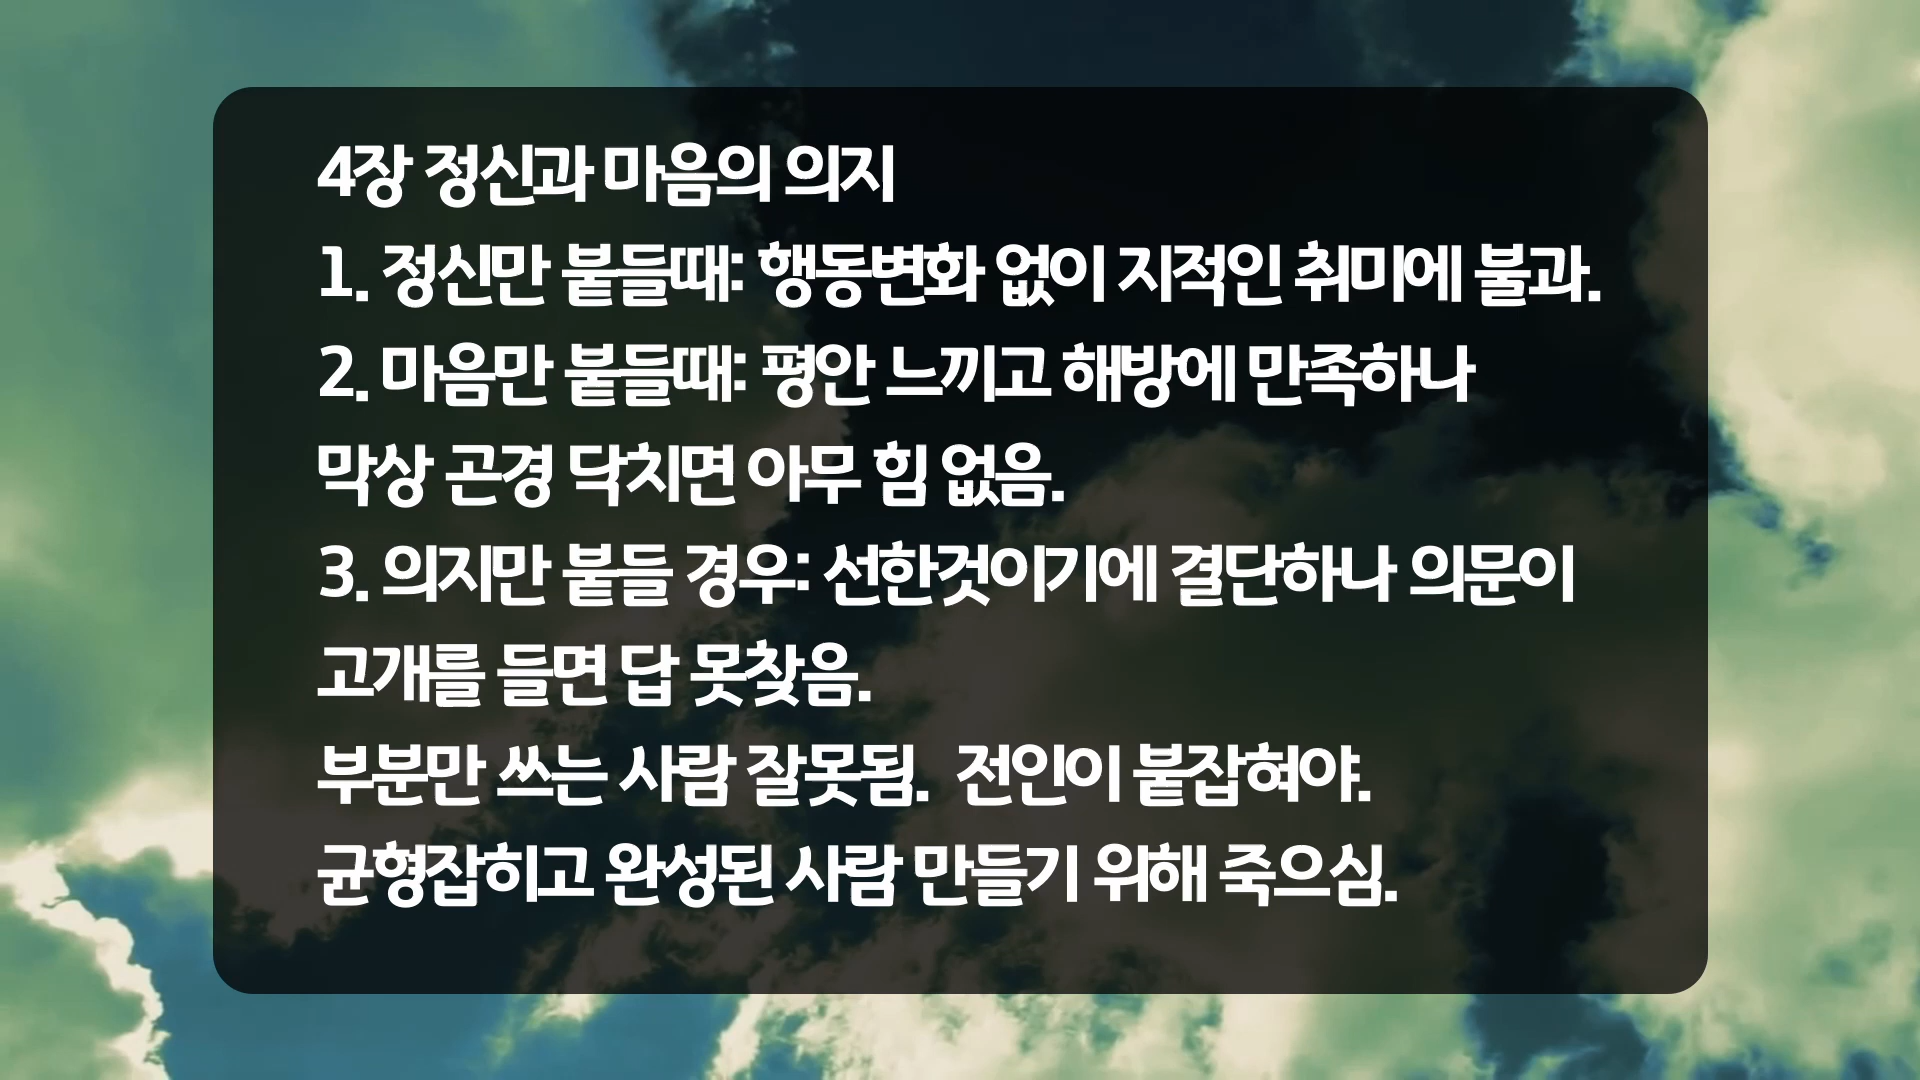 4장 정신과 마음의 의지
1. 정신만 붙들때: 행동변화 없이 지적인 취미에 불과.
2. 마음만 붙들때: 평안 느끼고 해방에 만족하나
막상 곤경 닥치면 아무 힘 없음.
3. 의지만 붙들 경우: 선한것이기에 결단하나 의문이
고개를 들면 답 못찾음.
부분만 쓰는 사람 잘못됨. 전인이 붙잡혀야.
균형잡히고 완성된 사람 만들기 위해 죽으심.